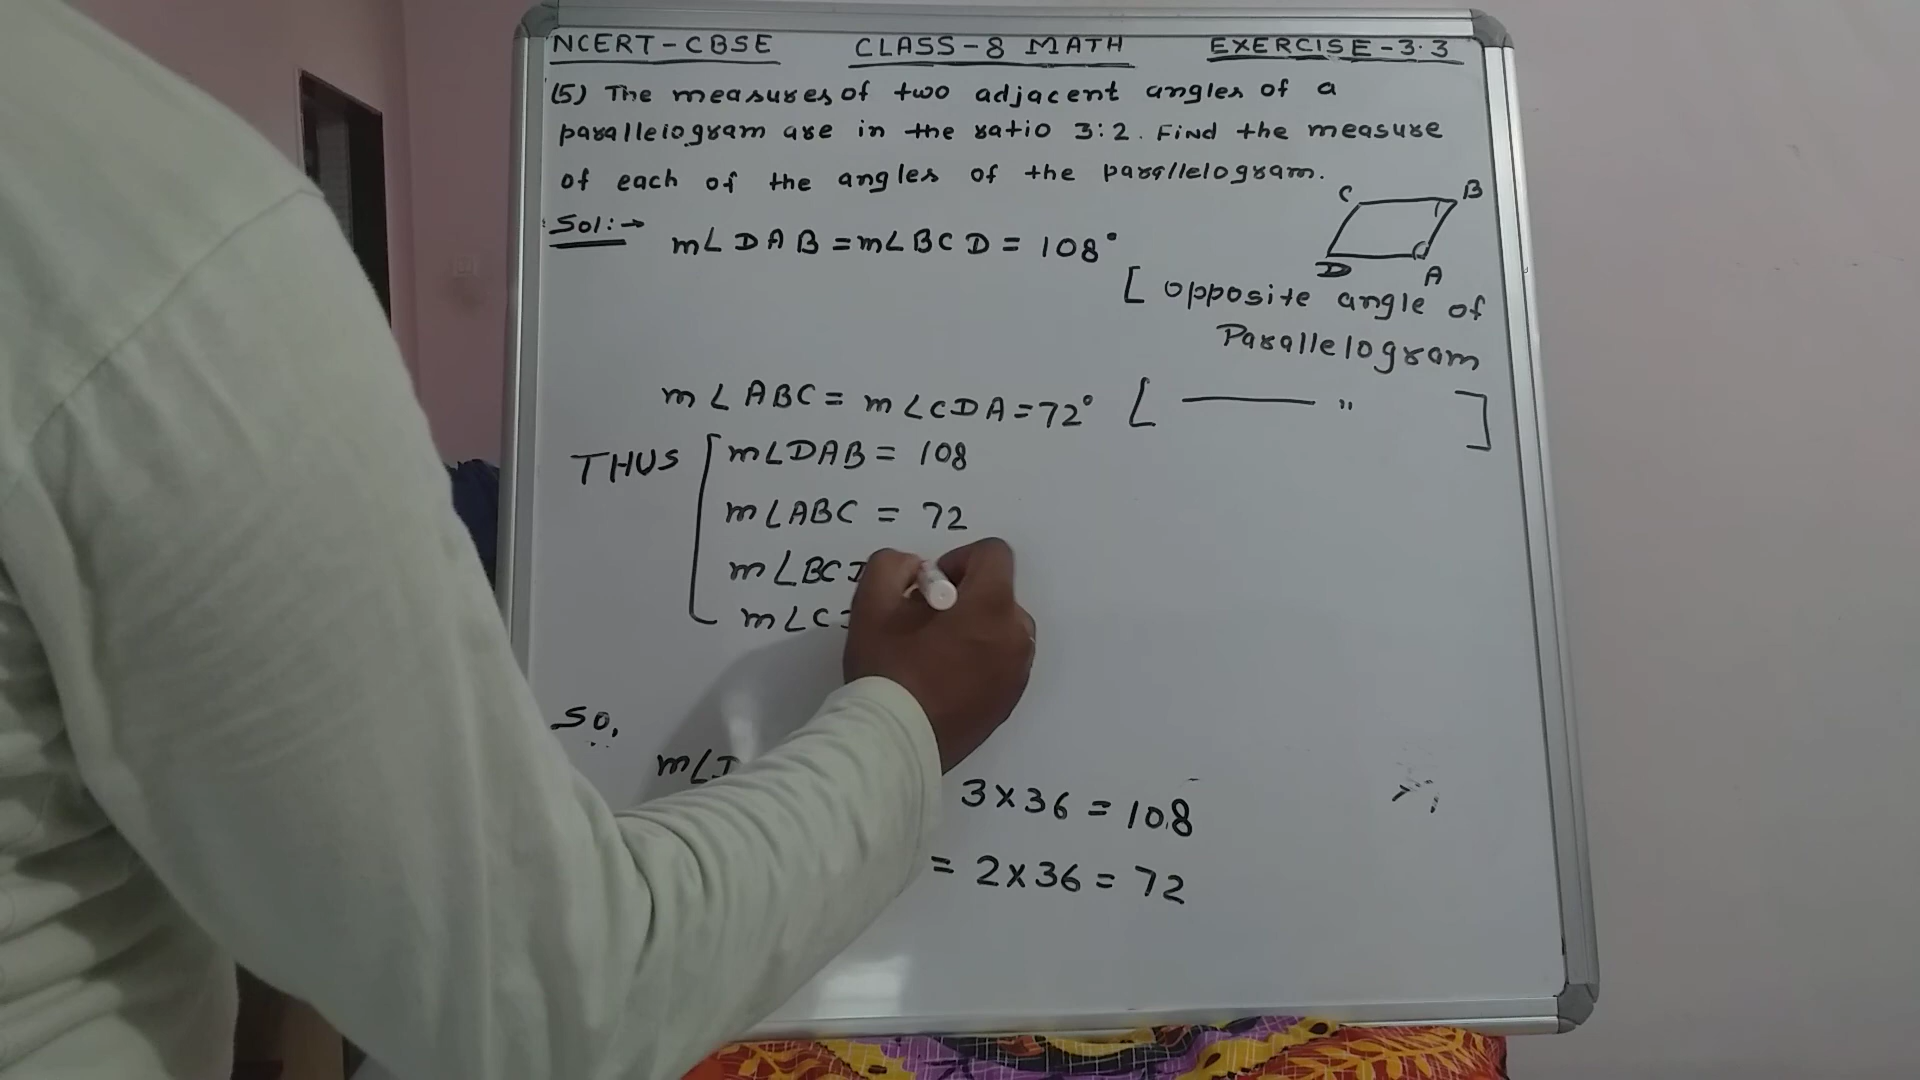 NCERT-CBSE CLASS-8 MATH EXERCISE-3.3
(5) The measures of two adjacent angles of a
parallelogram are in the ratio 3:2. Find the measure
of each of the angles of the parallelogram.
C B
Sol:→ m∠DAB = m∠BCD = 108°
D A
[ opposite angle of
Parallelogram
m∠ABC = m∠CDA = 72° [ —— " ]
THUS [ m∠DAB = 108
m∠ABC = 72
m∠BC
m∠C
So,
m∠ 3×36 = 108
= 2×36 = 72